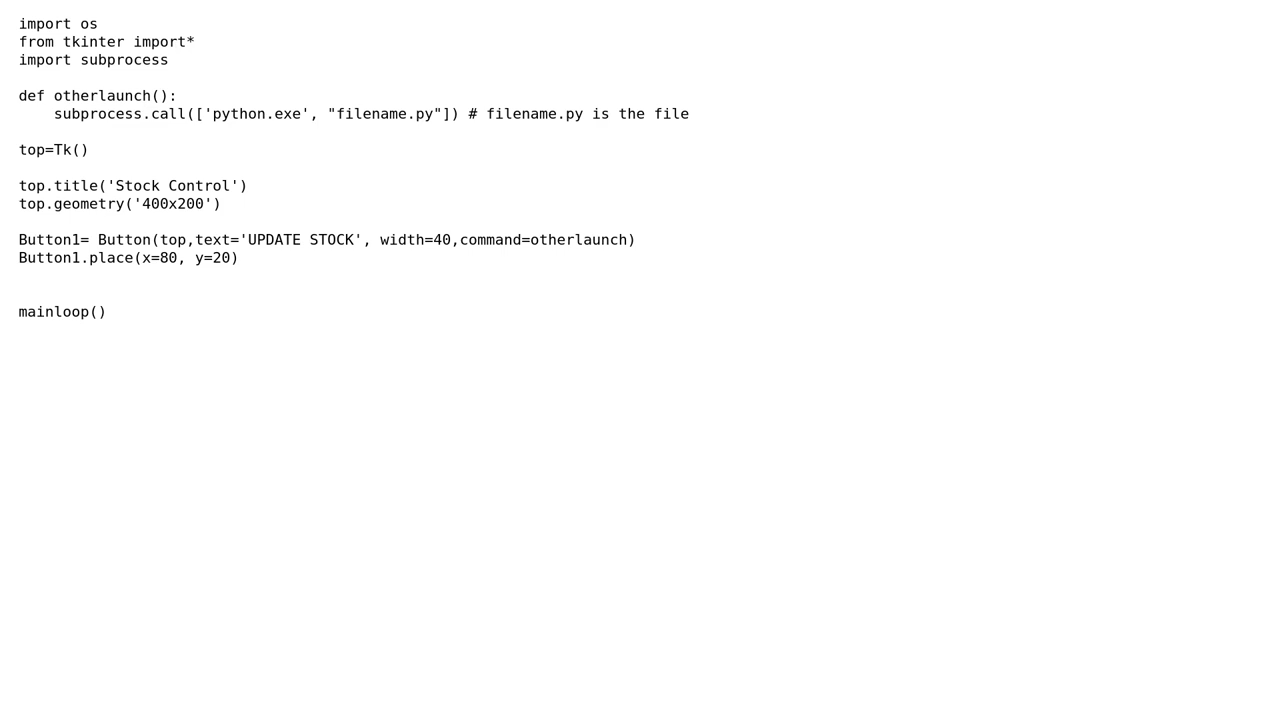 import os
from tkinter import*
import subprocess

def otherlaunch():
    subprocess.call(['python.exe', "filename.py"]) # filename.py is the file

top=Tk()

top.title('Stock Control')
top.geometry('400x200')

Button1= Button(top,text='UPDATE STOCK', width=40,command=otherlaunch)
Button1.place(x=80, y=20)


mainloop()